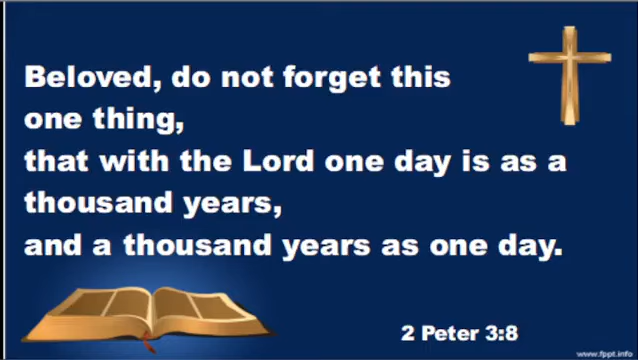 Beloved, do not forget this
one thing,
that with the Lord one day is as a
thousand years,
and a thousand years as one day.
2 Peter 3:8
www.fppt.info